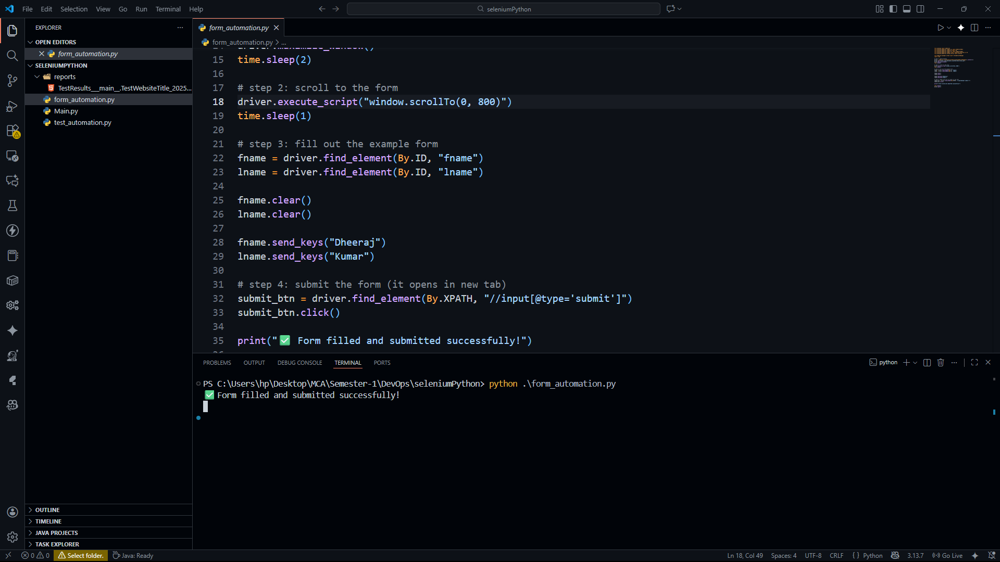 File Edit Selection View Go Run Terminal Help
seleniumPython
EXPLORER
OPEN EDITORS
form_automation.py
SELENIUMPYTHON
reports
TestResults___main__.TestWebsiteTitle_2025...
form_automation.py
Main.py
test_automation.py
OUTLINE
TIMELINE
JAVA PROJECTS
TASK EXPLORER
form_automation.py
form_automation.py > ...
15 time.sleep(2)
16
17 # step 2: scroll to the form
18 driver.execute_script("window.scrollTo(0, 800)")
19 time.sleep(1)
20
21 # step 3: fill out the example form
22 fname = driver.find_element(By.ID, "fname")
23 lname = driver.find_element(By.ID, "lname")
24
25 fname.clear()
26 lname.clear()
27
28 fname.send_keys("Dheeraj")
29 lname.send_keys("Kumar")
30
31 # step 4: submit the form (it opens in new tab)
32 submit_btn = driver.find_element(By.XPATH, "//input[@type='submit']")
33 submit_btn.click()
34
35 print("✅ Form filled and submitted successfully!")
PROBLEMS OUTPUT DEBUG CONSOLE TERMINAL PORTS
python
PS C:\Users\hp\Desktop\MCA\Semester-1\DevOps\seleniumPython> python .\form_automation.py
✅ Form filled and submitted successfully!
0 0 Select folder. Java: Ready
Ln 18, Col 49 Spaces: 4 UTF-8 CRLF { } Python 3.13.7 Go Live